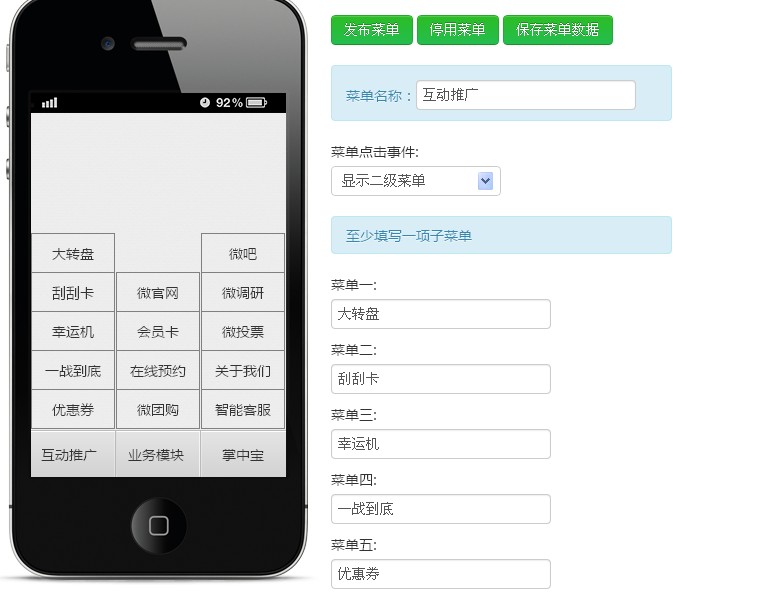 发布菜单 停用菜单 保存菜单数据
菜单名称：互动推广
菜单点击事件:
显示二级菜单
至少填写一项子菜单
菜单一:
大转盘
菜单二:
刮刮卡
菜单三:
幸运机
菜单四:
一战到底
菜单五:
优惠券
92%
大转盘 微吧
刮刮卡 微官网 微调研
幸运机 会员卡 微投票
一战到底 在线预约 关于我们
优惠券 微团购 智能客服
互动推广 业务模块 掌中宝